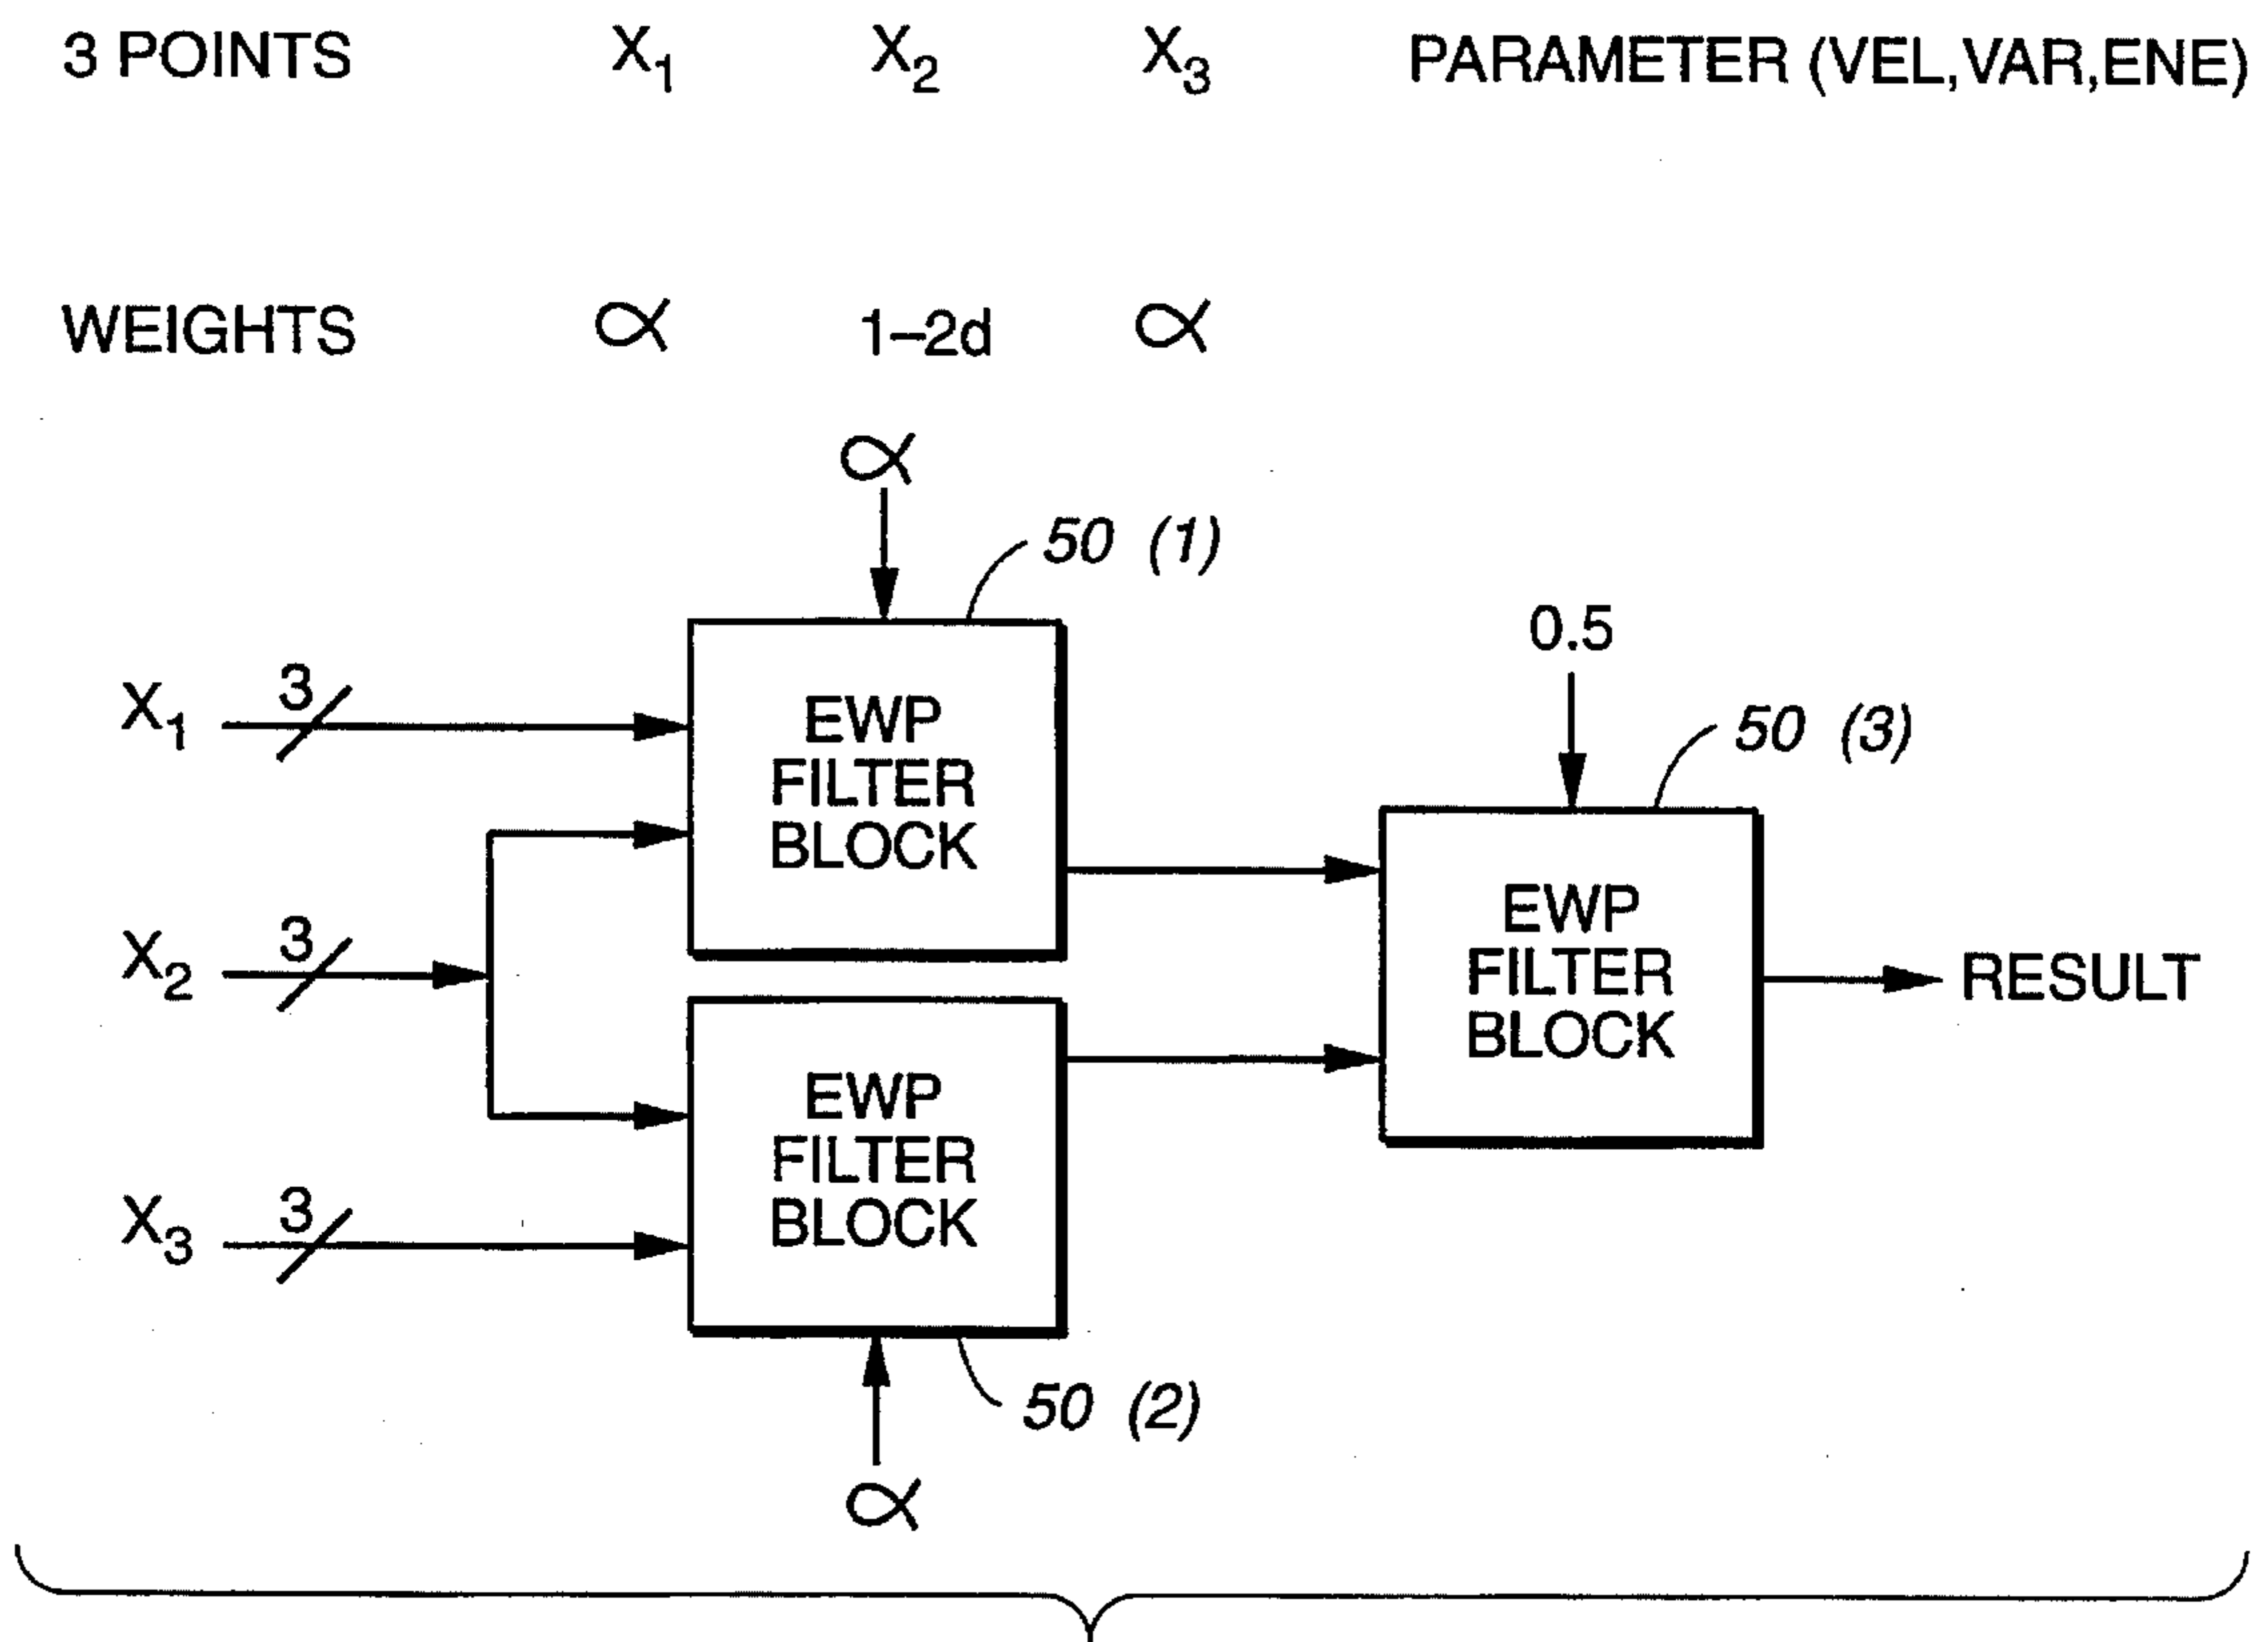 3 POINTS X₁ X₂ X₃ PARAMETER (VEL,VAR,ENE)
WEIGHTS α 1–2d α
α
50 (1)
0.5
X₁ 3
EWP
FILTER
BLOCK
50 (3)
X₂ 3
EWP
FILTER
BLOCK
RESULT
X₃ 3
EWP
FILTER
BLOCK
50 (2)
α